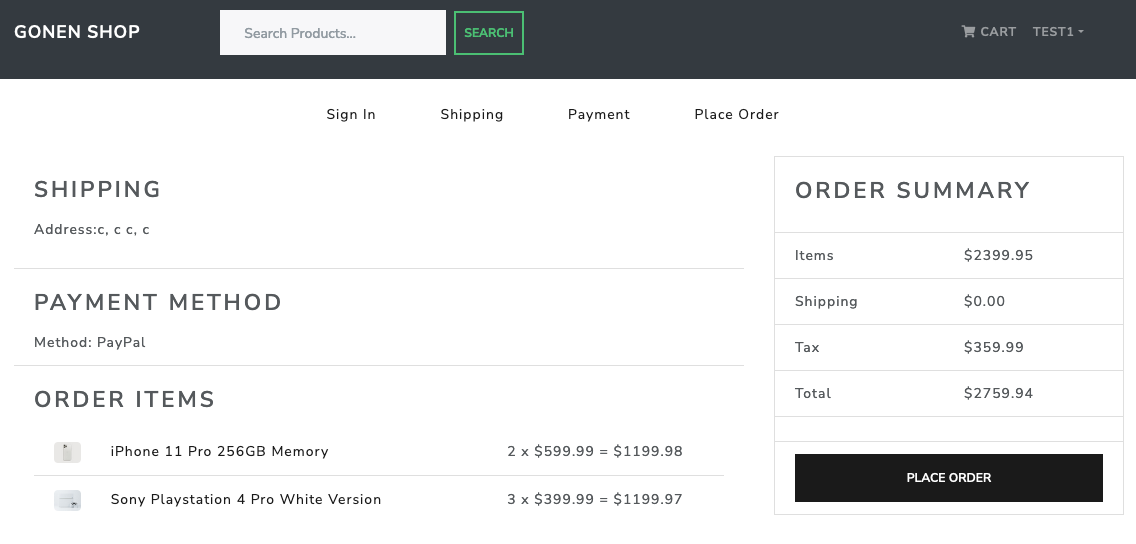 GONEN SHOP
Search Products...
SEARCH
CART
TEST1
Sign In
Shipping
Payment
Place Order
SHIPPING
Address:c, c c, c
PAYMENT METHOD
Method: PayPal
ORDER ITEMS
iPhone 11 Pro 256GB Memory
2 x $599.99 = $1199.98
Sony Playstation 4 Pro White Version
3 x $399.99 = $1199.97
ORDER SUMMARY
Items $2399.95
Shipping $0.00
Tax $359.99
Total $2759.94
PLACE ORDER